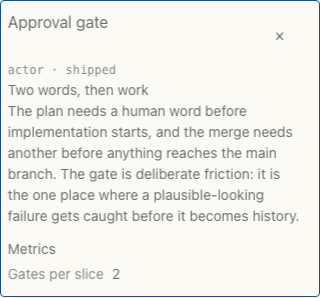 Approval gate
×
actor · shipped
Two words, then work
The plan needs a human word before
implementation starts, and the merge needs
another before anything reaches the main
branch. The gate is deliberate friction: it is
the one place where a plausible-looking
failure gets caught before it becomes history.
Metrics
Gates per slice 2